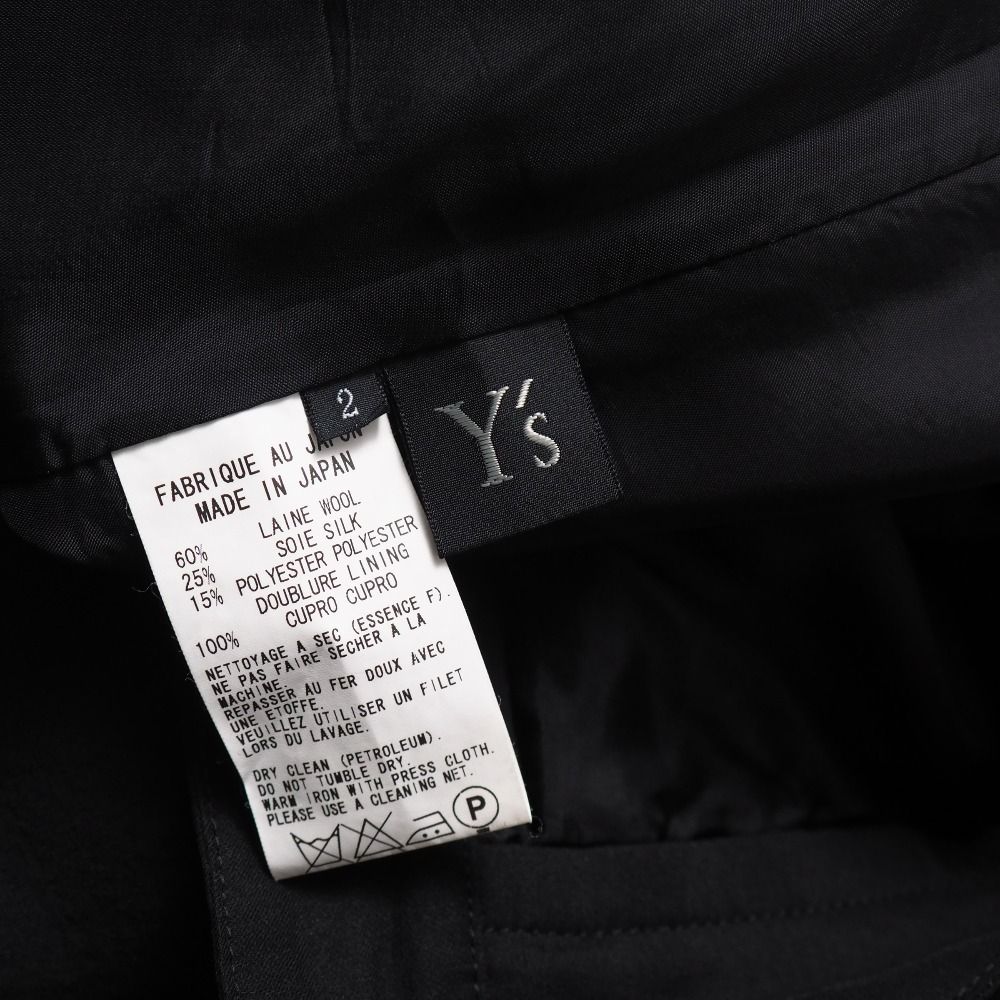 2
Y's
FABRIQUE AU JAPON
MADE IN JAPAN
LAINE WOOL
60% SOIE SILK
25% POLYESTER POLYESTER
15% DOUBLURE LINING
CUPRO CUPRO
100%
NETTOYAGE A SEC (ESSENCE F).
NE PAS FAIRE SECHER A LA
MACHINE.
REPASSER AU FER DOUX AVEC
UNE ETOFFE.
VEUILLEZ UTILISER UN FILET
LORS DU LAVAGE.
DRY CLEAN (PETROLEUM).
DO NOT TUMBLE DRY.
WARM IRON WITH PRESS CLOTH.
PLEASE USE A CLEANING NET.
P